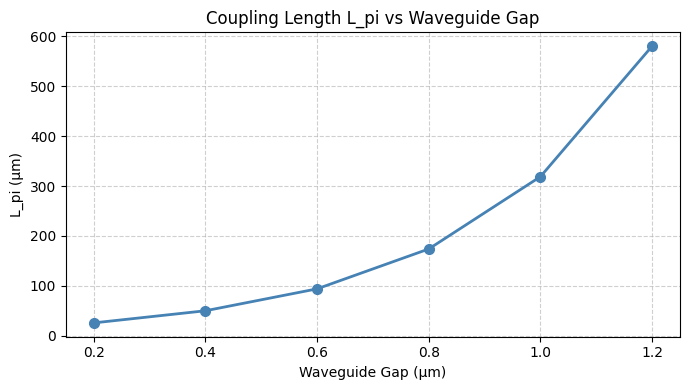 Coupling Length L_pi vs Waveguide Gap
L_pi (μm)
600
500
400
300
200
100
0
0.2 0.4 0.6 0.8 1.0 1.2
Waveguide Gap (μm)